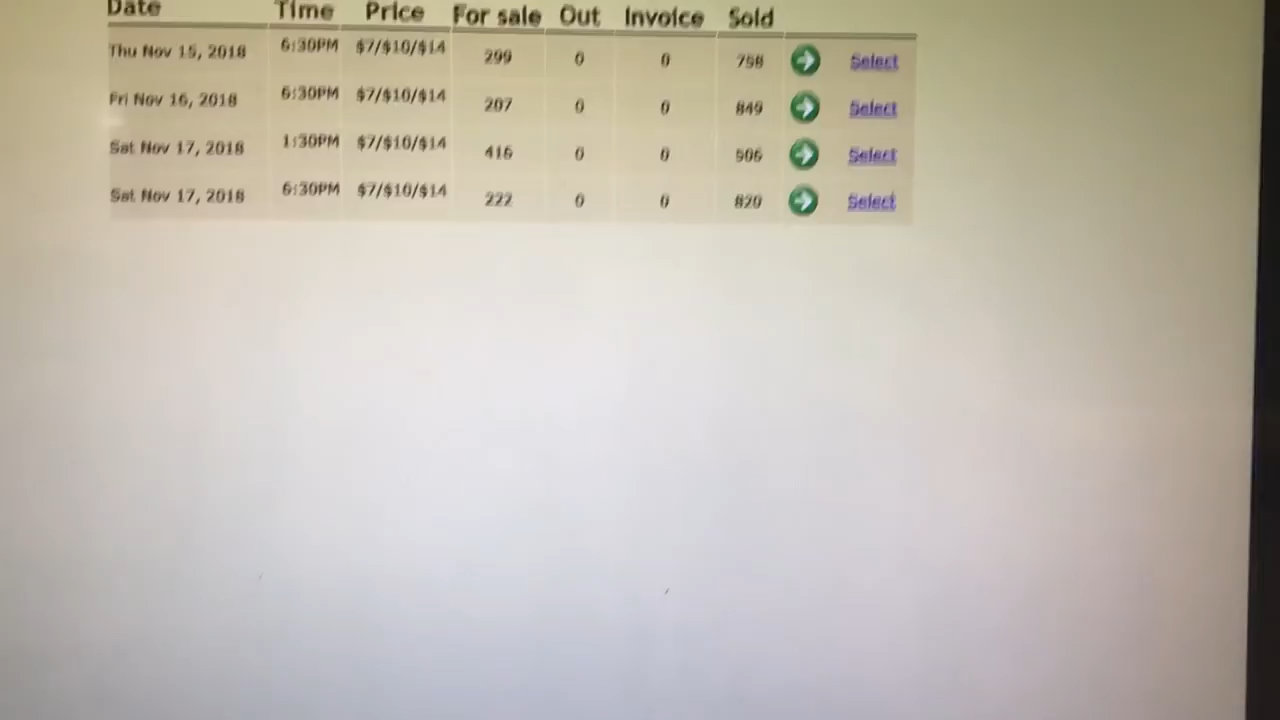 Date Time Price For sale Out Invoice Sold
Thu Nov 15, 2018 6:30PM $7/$10/$14 299 0 0 758 Select
Fri Nov 16, 2018 6:30PM $7/$10/$14 207 0 0 849 Select
Sat Nov 17, 2018 1:30PM $7/$10/$14 416 0 0 506 Select
Sat Nov 17, 2018 6:30PM $7/$10/$14 222 0 0 820 Select